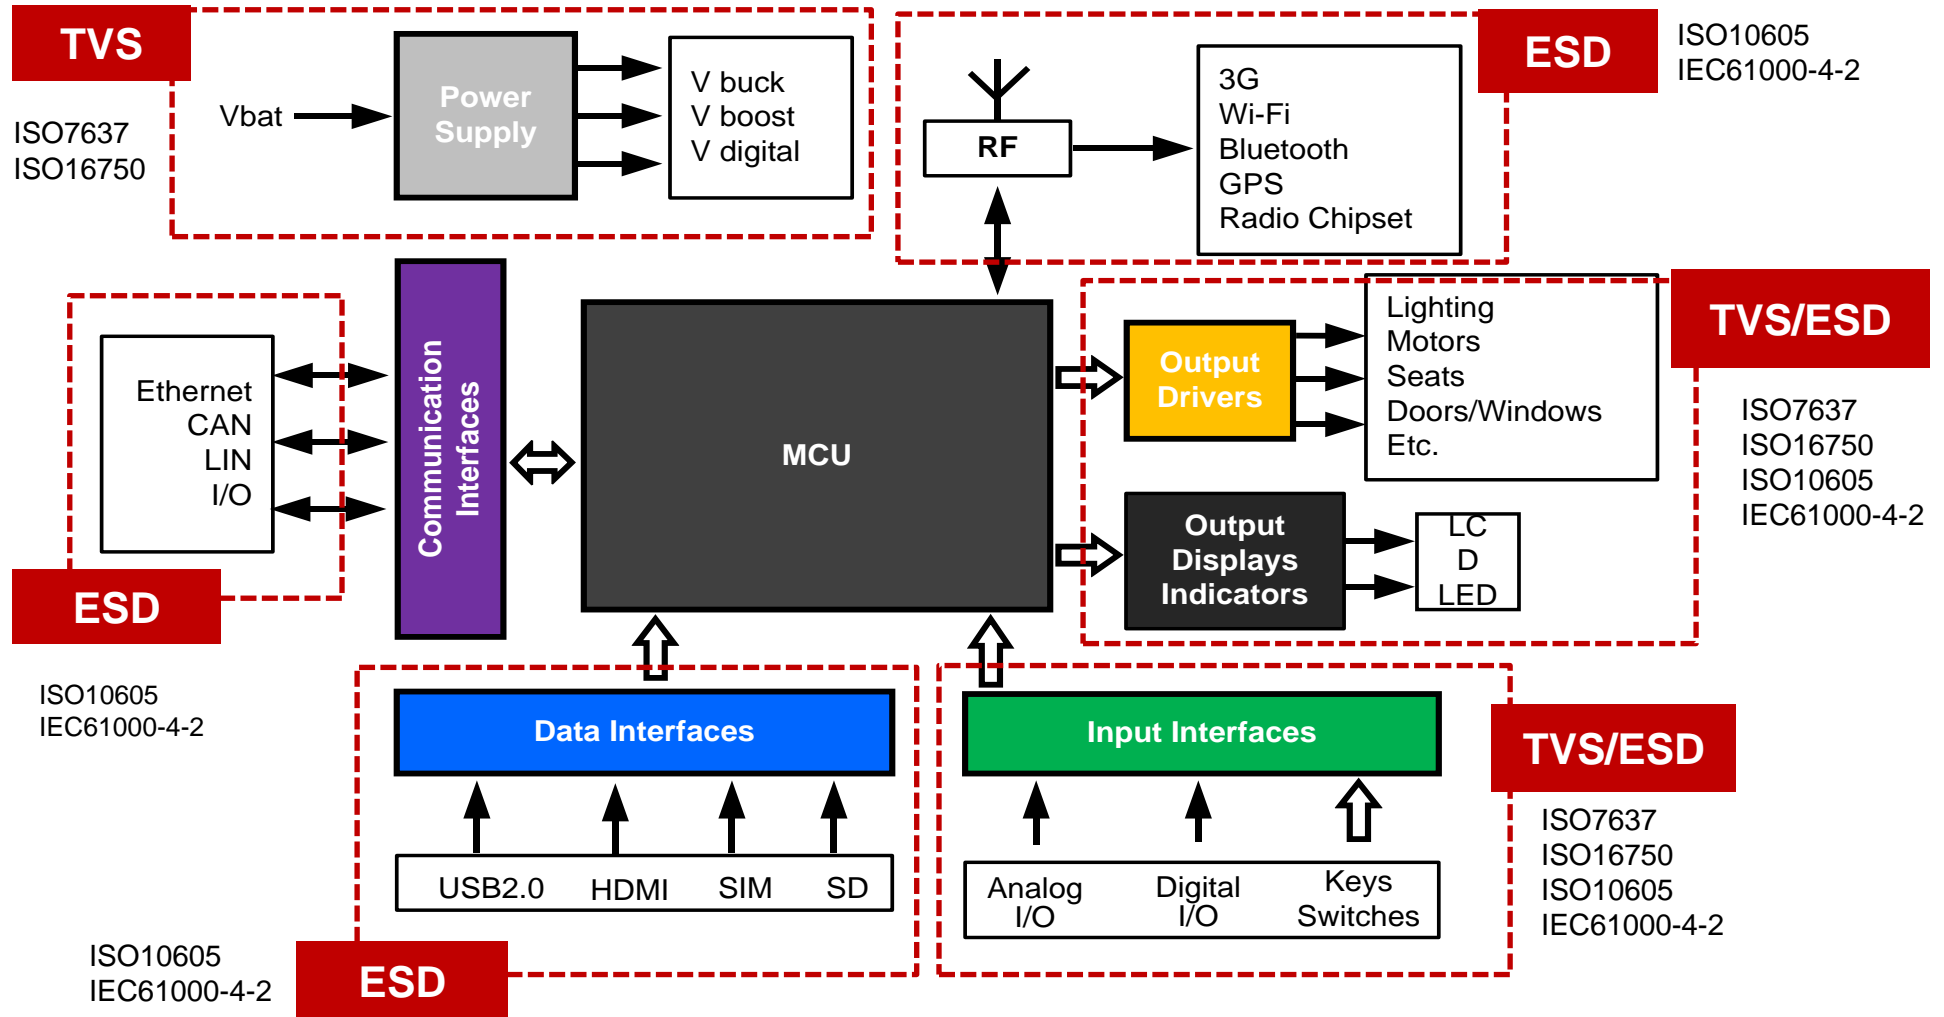 TVS
ISO7637
ISO16750
Vbat
Power
Supply
V buck
V boost
V digital
RF
3G
Wi-Fi
Bluetooth
GPS
Radio Chipset
ESD
ISO10605
IEC61000-4-2
Ethernet
CAN
LIN
I/O
ESD
ISO10605
IEC61000-4-2
Communication
Interfaces
MCU
Output
Drivers
Lighting
Motors
Seats
Doors/Windows
Etc.
TVS/ESD
ISO7637
ISO16750
ISO10605
IEC61000-4-2
Output
Displays
Indicators
LC
D
LED
Data Interfaces
USB2.0
HDMI
SIM
SD
ISO10605
IEC61000-4-2
ESD
Input Interfaces
Analog
I/O
Digital
I/O
Keys
Switches
TVS/ESD
ISO7637
ISO16750
ISO10605
IEC61000-4-2